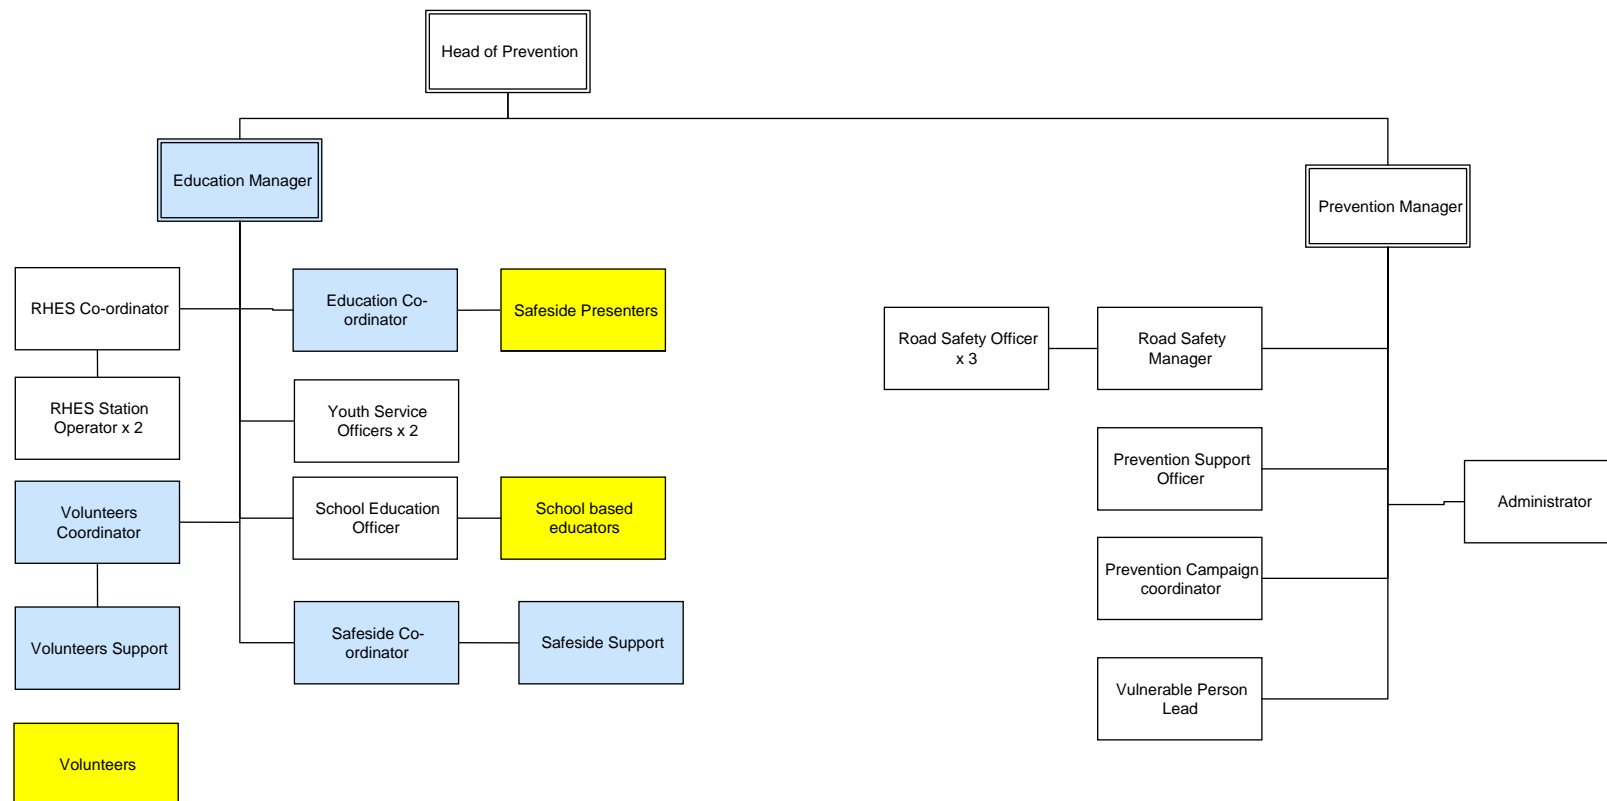 Head of Prevention
Education Manager
Prevention Manager
RHES Co-ordinator
Education Co-
ordinator
Safeside Presenters
Road Safety Officer
x 3
Road Safety
Manager
RHES Station
Operator x 2
Youth Service
Officers x 2
Prevention Support
Officer
Administrator
Volunteers
Coordinator
School Education
Officer
School based
educators
Prevention Campaign
coordinator
Volunteers Support
Safeside Co-
ordinator
Safeside Support
Vulnerable Person
Lead
Volunteers